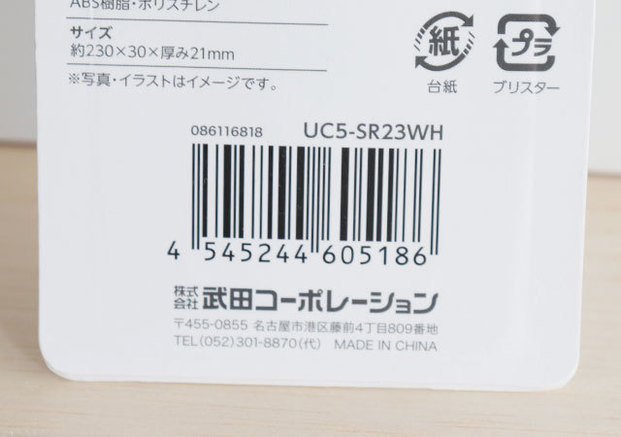 ABS樹脂・ポリスチレン
サイズ
約230×30×厚み21mm
※写真・イラストはイメージです。
紙
台紙
プラ
ブリスター
086116818 UC5-SR23WH
4 545244 605186
株式会社 武田コーポレーション
〒455-0855 名古屋市港区藤前4丁目809番地
TEL(052)301-8870(代) MADE IN CHINA